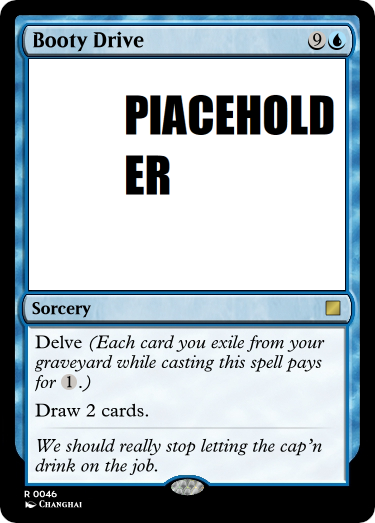 Booty Drive 9
PIACEHOLD
ER
Sorcery
Delve (Each card you exile from your
graveyard while casting this spell pays
for 1.)
Draw 2 cards.
We should really stop letting the cap'n
drink on the job.
R 0046
CHANGHAI